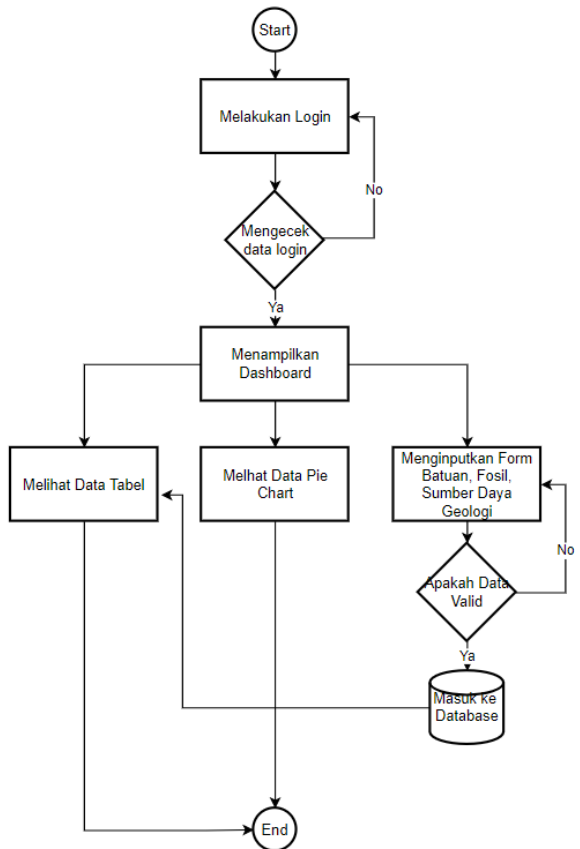 Start
Melakukan Login
No
Mengecek
data login
Ya
Menampilkan
Dashboard
Melihat Data Tabel
Melhat Data Pie
Chart
Menginputkan Form
Batuan, Fosil,
Sumber Daya
Geologi
No
Apakah Data
Valid
Ya
Masuk ke
Database
End